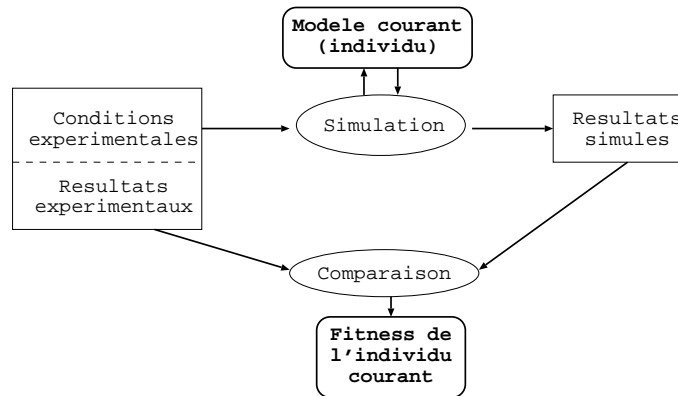 Modele courant
(individu)
Conditions
experimentales
Simulation
Resultats
simules
Resultats
experimentaux
Comparaison
Fitness de
l'individu
courant